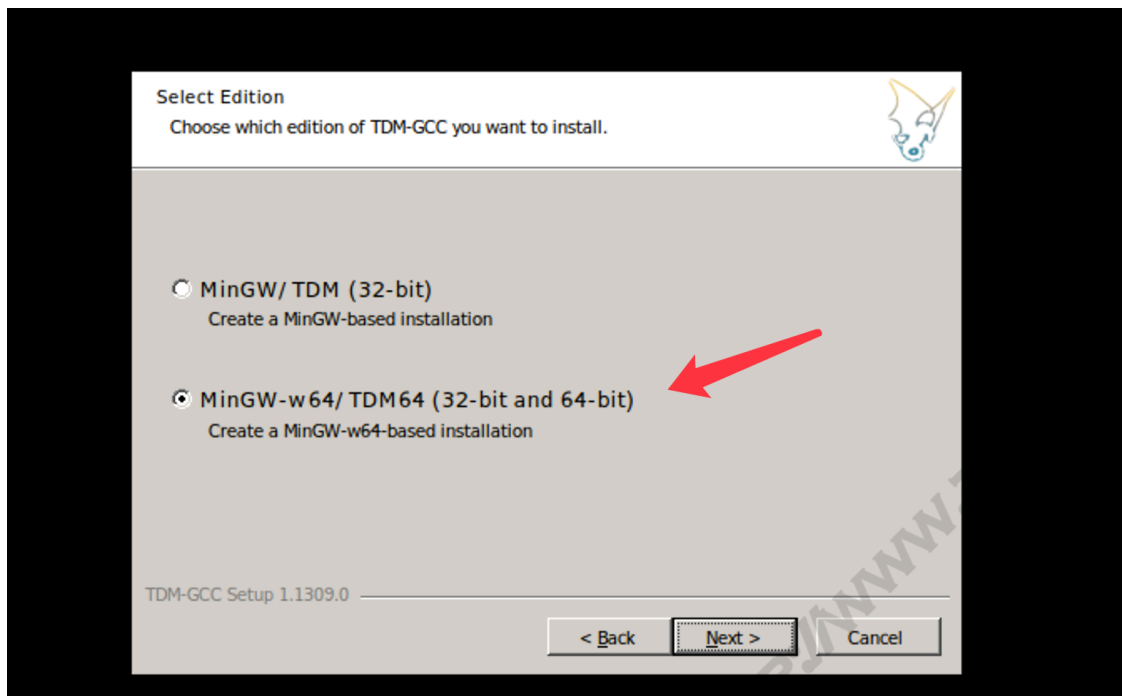 Select Edition
Choose which edition of TDM-GCC you want to install.
MinGW/ TDM (32-bit)
Create a MinGW-based installation
MinGW-w64/ TDM64 (32-bit and 64-bit)
Create a MinGW-w64-based installation
TDM-GCC Setup 1.1309.0
< Back
Next >
Cancel